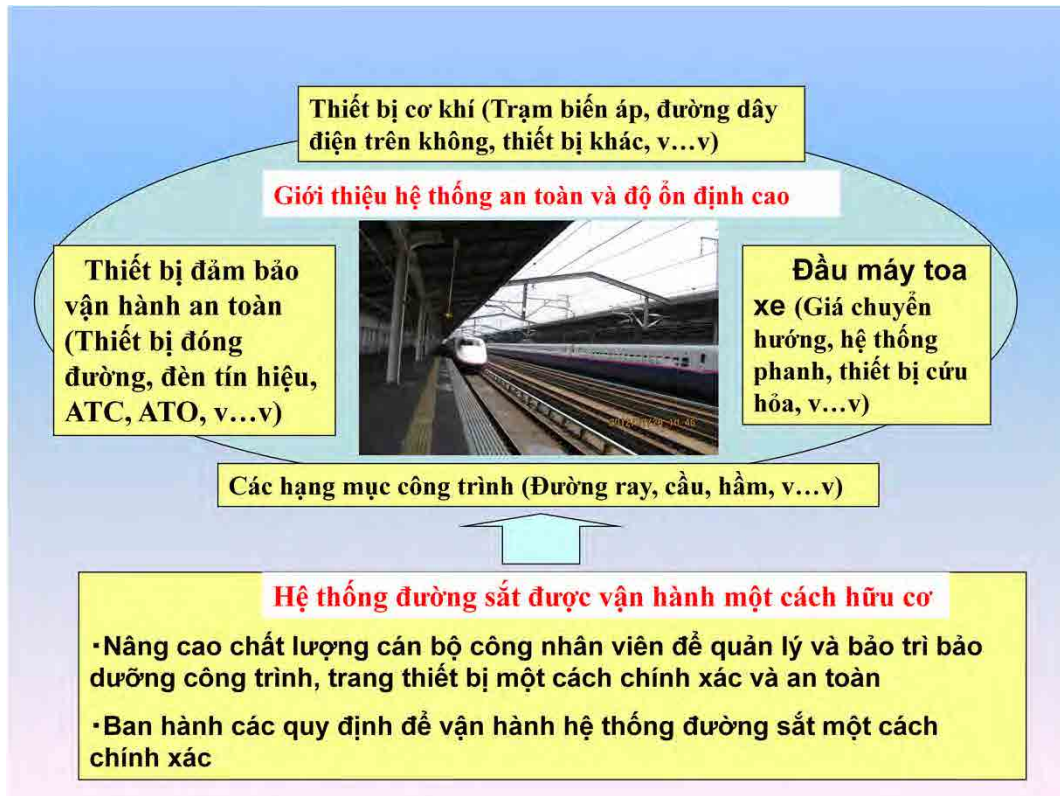 Thiết bị cơ khí (Trạm biến áp, đường dây
điện trên không, thiết bị khác, v…v)
Giới thiệu hệ thống an toàn và độ ổn định cao
Thiết bị đảm bảo
vận hành an toàn
(Thiết bị đóng
đường, đèn tín hiệu,
ATC, ATO, v…v)
Đầu máy toa
xe (Giá chuyển
hướng, hệ thống
phanh, thiết bị cứu
hỏa, v…v)
Các hạng mục công trình (Đường ray, cầu, hầm, v…v)
Hệ thống đường sắt được vận hành một cách hữu cơ
・Nâng cao chất lượng cán bộ công nhân viên để quản lý và bảo trì bảo
dưỡng công trình, trang thiết bị một cách chính xác và an toàn
・Ban hành các quy định để vận hành hệ thống đường sắt một cách
chính xác